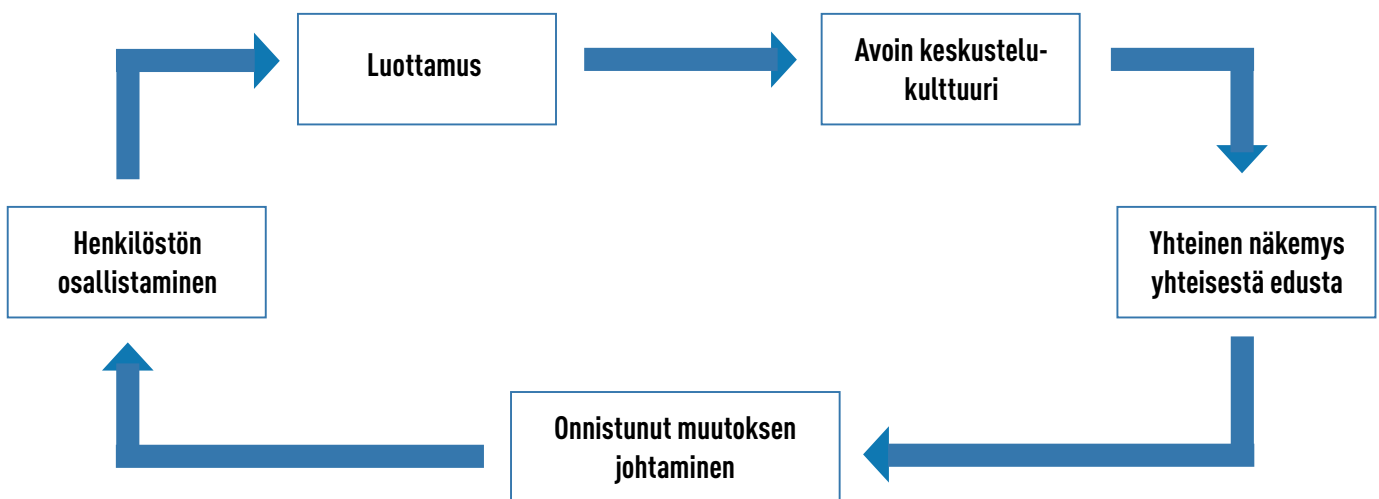 Luottamus
Avoin keskustelu-
kulttuuri
Yhteinen näkemys
yhteisestä edusta
Onnistunut muutoksen
johtaminen
Henkilöstön
osallistaminen